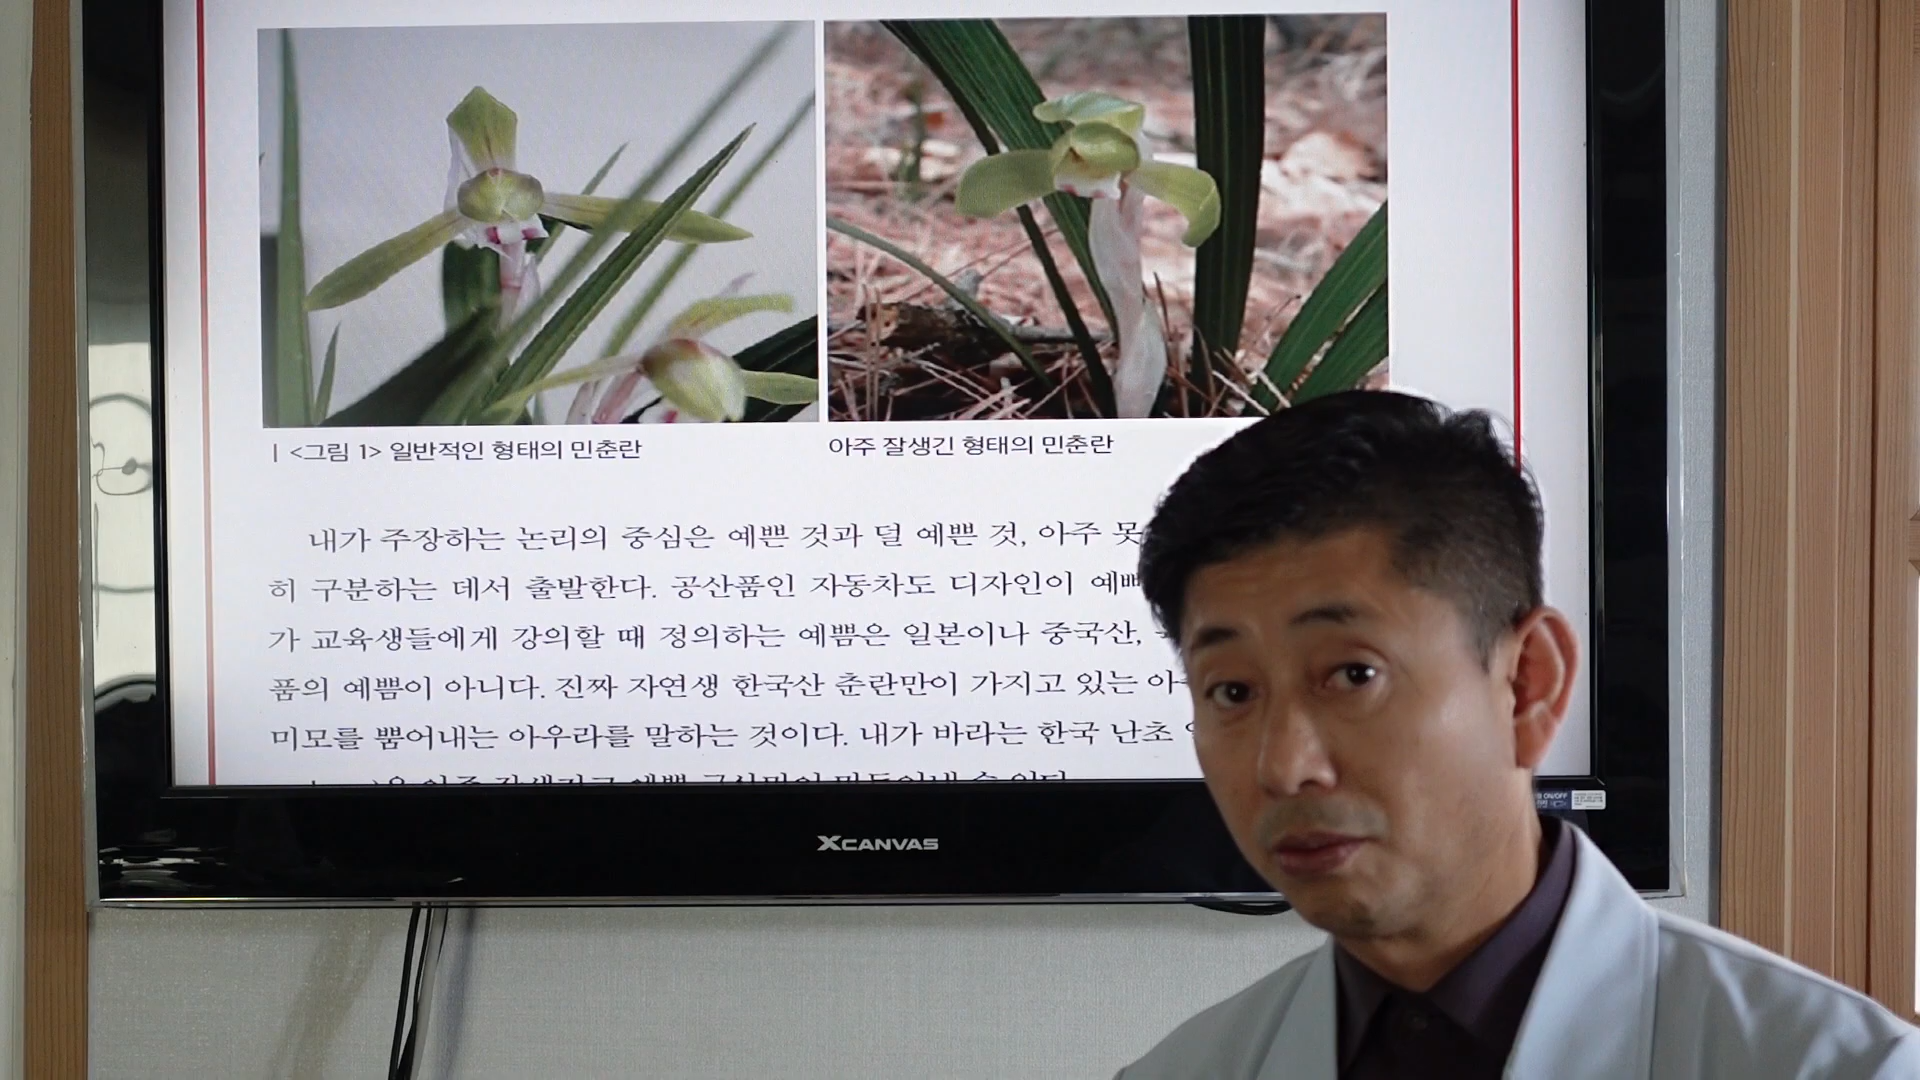 | <그림 1> 일반적인 형태의 민춘란
아주 잘생긴 형태의 민춘란
내가 주장하는 논리의 중심은 예쁜 것과 덜 예쁜 것, 아주 못
히 구분하는 데서 출발한다. 공산품인 자동차도 디자인이 예뻐
가 교육생들에게 강의할 때 정의하는 예쁨은 일본이나 중국산,
품의 예쁨이 아니다. 진짜 자연생 한국산 춘란만이 가지고 있는
미모를 뿜어내는 아우라를 말하는 것이다. 내가 바라는 한국 난초
XCANVAS
ON/OFF